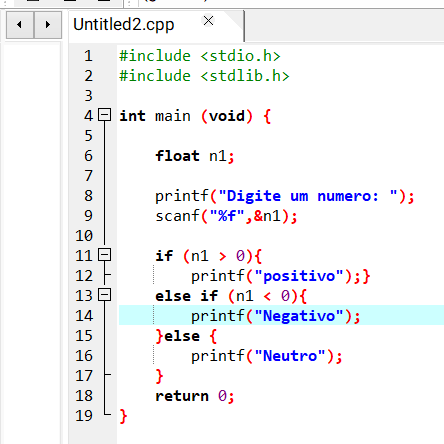 Untitled2.cpp
1 #include <stdio.h>
2 #include <stdlib.h>
3
4 int main (void) {
5
6 float n1;
7
8 printf("Digite um numero: ");
9 scanf("%f",&n1);
10
11 if (n1 > 0){
12 printf("positivo");}
13 else if (n1 < 0){
14 printf("Negativo");
15 }else {
16 printf("Neutro");
17 }
18 return 0;
19 }